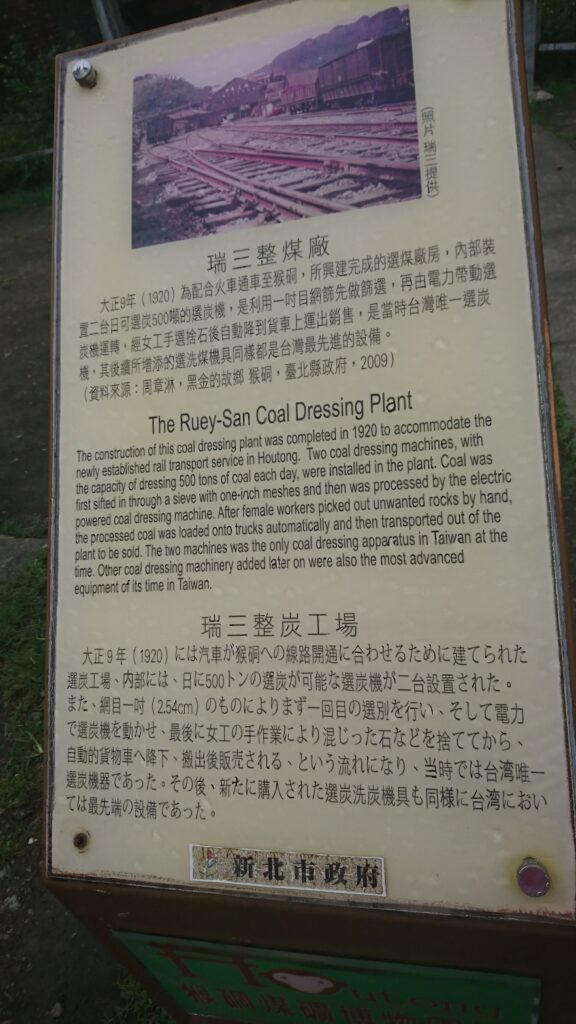 (照片 瑞三提供)
瑞三整煤廠
大正9年(1920)為配合火車通車至猴硐,所興建完成的選煤廠房,內部裝
置二台日可選炭500噸的選炭機,是利用一吋目網篩先做篩選,再由電力帶動選
炭機運轉,經女工手選捨石後自動降到貨車上運出銷售,是當時台灣唯一選炭
機,其後續所增添的選洗煤機具同樣都是台灣最先進的設備。
(資料來源:周章淋,黑金的故鄉 猴硐,臺北縣政府,2009)
The Ruey-San Coal Dressing Plant
The construction of this coal dressing plant was completed in 1920 to accommodate the
newly established rail transport service in Houtong. Two coal dressing machines, with
the capacity of dressing 500 tons of coal each day, were installed in the plant. Coal was
first sifted in through a sieve with one-inch meshes and then was processed by the electric
powered coal dressing machine. After female workers picked out unwanted rocks by hand,
the processed coal was loaded onto trucks automatically and then transported out of the
plant to be sold. The two machines was the only coal dressing apparatus in Taiwan at the
time. Other coal dressing machinery added later on were also the most advanced
equipment of its time in Taiwan.
瑞三整炭工場
大正9年(1920)には汽車が猴硐への線路開通に合わせるために建てられた
選炭工場、内部には、日に500トンの選炭が可能な選炭機が二台設置された。
また、網目一吋(2.54cm)のものによりまず一回目の選別を行い、そして電力
で選炭機を動かせ、最後に女工の手作業により混じった石などを捨ててから、
自動的貨物車へ降下、搬出後販売される、という流れになり、当時では台湾唯一
選炭機器であった。その後、新たに購入された選炭洗炭機具も同様に台湾におい
ては最先端の設備であった。
新北市政府
Houtong
猴硐煤礦博物